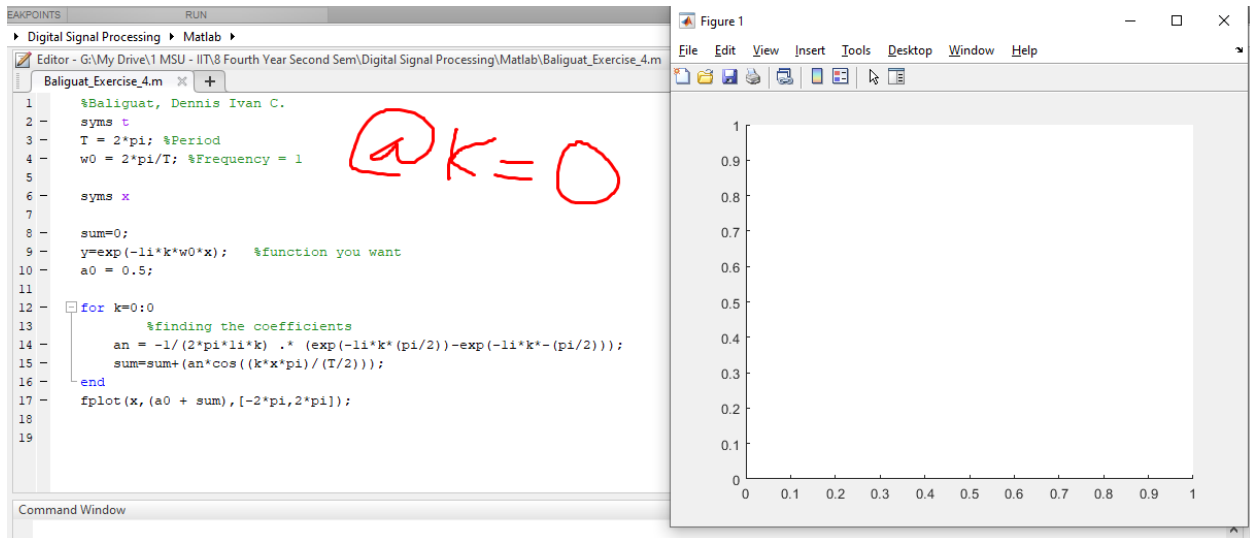 EAKPOINTS RUN
Digital Signal Processing Matlab
Editor - G:\My Drive\1 MSU - IIT\8 Fourth Year Second Sem\Digital Signal Processing\Matlab\Baliguat_Exercise_4.m
Baliguat_Exercise_4.m × +
1 %Baliguat, Dennis Ivan C.
2 – syms t
3 – T = 2*pi; %Period
4 – w0 = 2*pi/T; %Frequency = 1
5
6 – syms x
7
8 – sum=0;
9 – y=exp(-1i*k*w0*x); %function you want
10 – a0 = 0.5;
11
12 – for k=0:0
13 %finding the coefficients
14 – an = -1/(2*pi*1i*k) .* (exp(-1i*k*(pi/2))-exp(-1i*k*-(pi/2)));
15 – sum=sum+(an*cos((k*x*pi)/(T/2)));
16 – end
17 – fplot(x,(a0 + sum),[-2*pi,2*pi]);
18
19
@ k = 0
Command Window
Figure 1
File Edit View Insert Tools Desktop Window Help
1
0.9
0.8
0.7
0.6
0.5
0.4
0.3
0.2
0.1
0
0 0.1 0.2 0.3 0.4 0.5 0.6 0.7 0.8 0.9 1